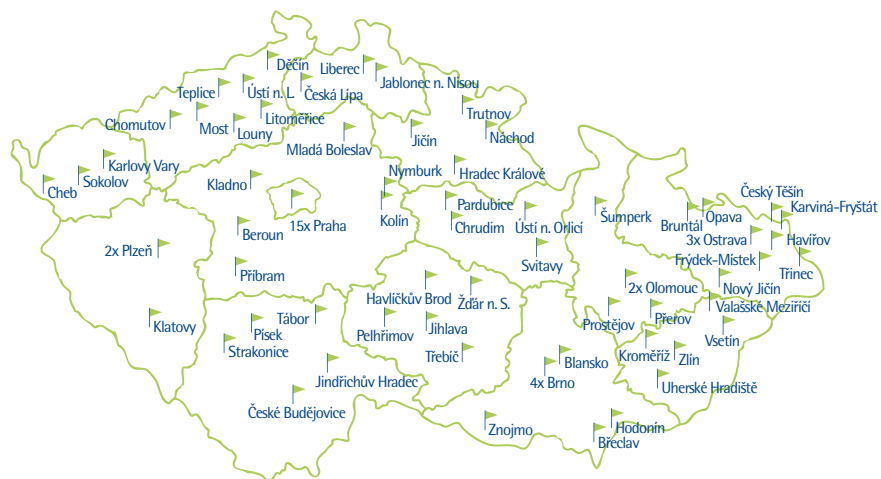 Děčín
Liberec
Jablonec n. Nisou
Teplice
Ústí n. L.
Česká Lípa
Trutnov
Chomutov
Most
Louny
Litoměřice
Jičín
Náchod
Mladá Boleslav
Karlovy Vary
Sokolov
Cheb
Kladno
Nymburk
Hradec Králové
15x Praha
Kolín
Pardubice
Chrudim
Ústí n. Orlicí
Šumperk
Bruntál
Opava
Český Těšín
Karviná-Fryštát
3x Ostrava
Havířov
Beroun
2x Plzeň
Svitavy
Frýdek-Místek
Třinec
Příbram
Havlíčkův Brod
Žďár n. S.
2x Olomouc
Nový Jičín
Valašské Meziříčí
Klatovy
Tábor
Písek
Strakonice
Pelhřimov
Jihlava
Prostějov
Přerov
Vsetín
Třebíč
Blansko
4x Brno
Kroměříž
Zlín
Jindřichův Hradec
Uherské Hradiště
České Budějovice
Znojmo
Hodonín
Břeclav